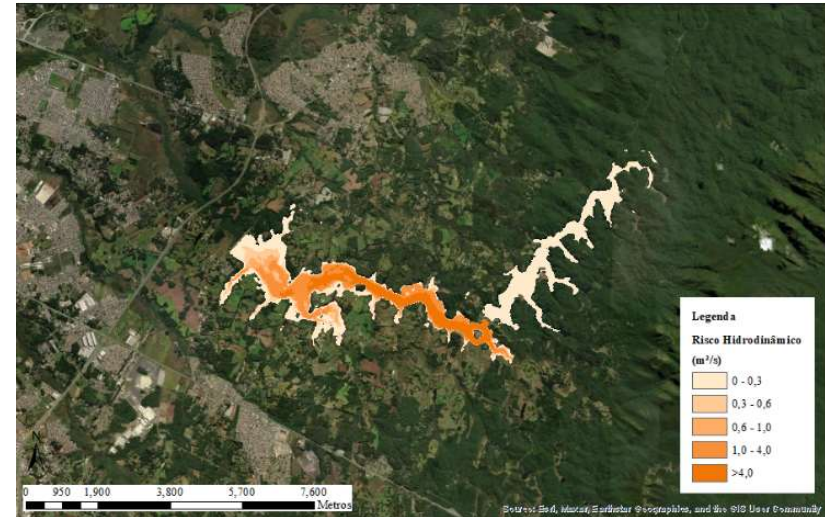 Legenda
Risco Hidrodinâmico
(m²/s)
0 - 0,3
0,3 - 0,6
0,6 - 1,0
1,0 - 4,0
>4,0
N
0 950 1,900 3,800 5,700 7,600
Metros
Source: Esri, Maxar, Earthstar Geographics, and the GIS User Community